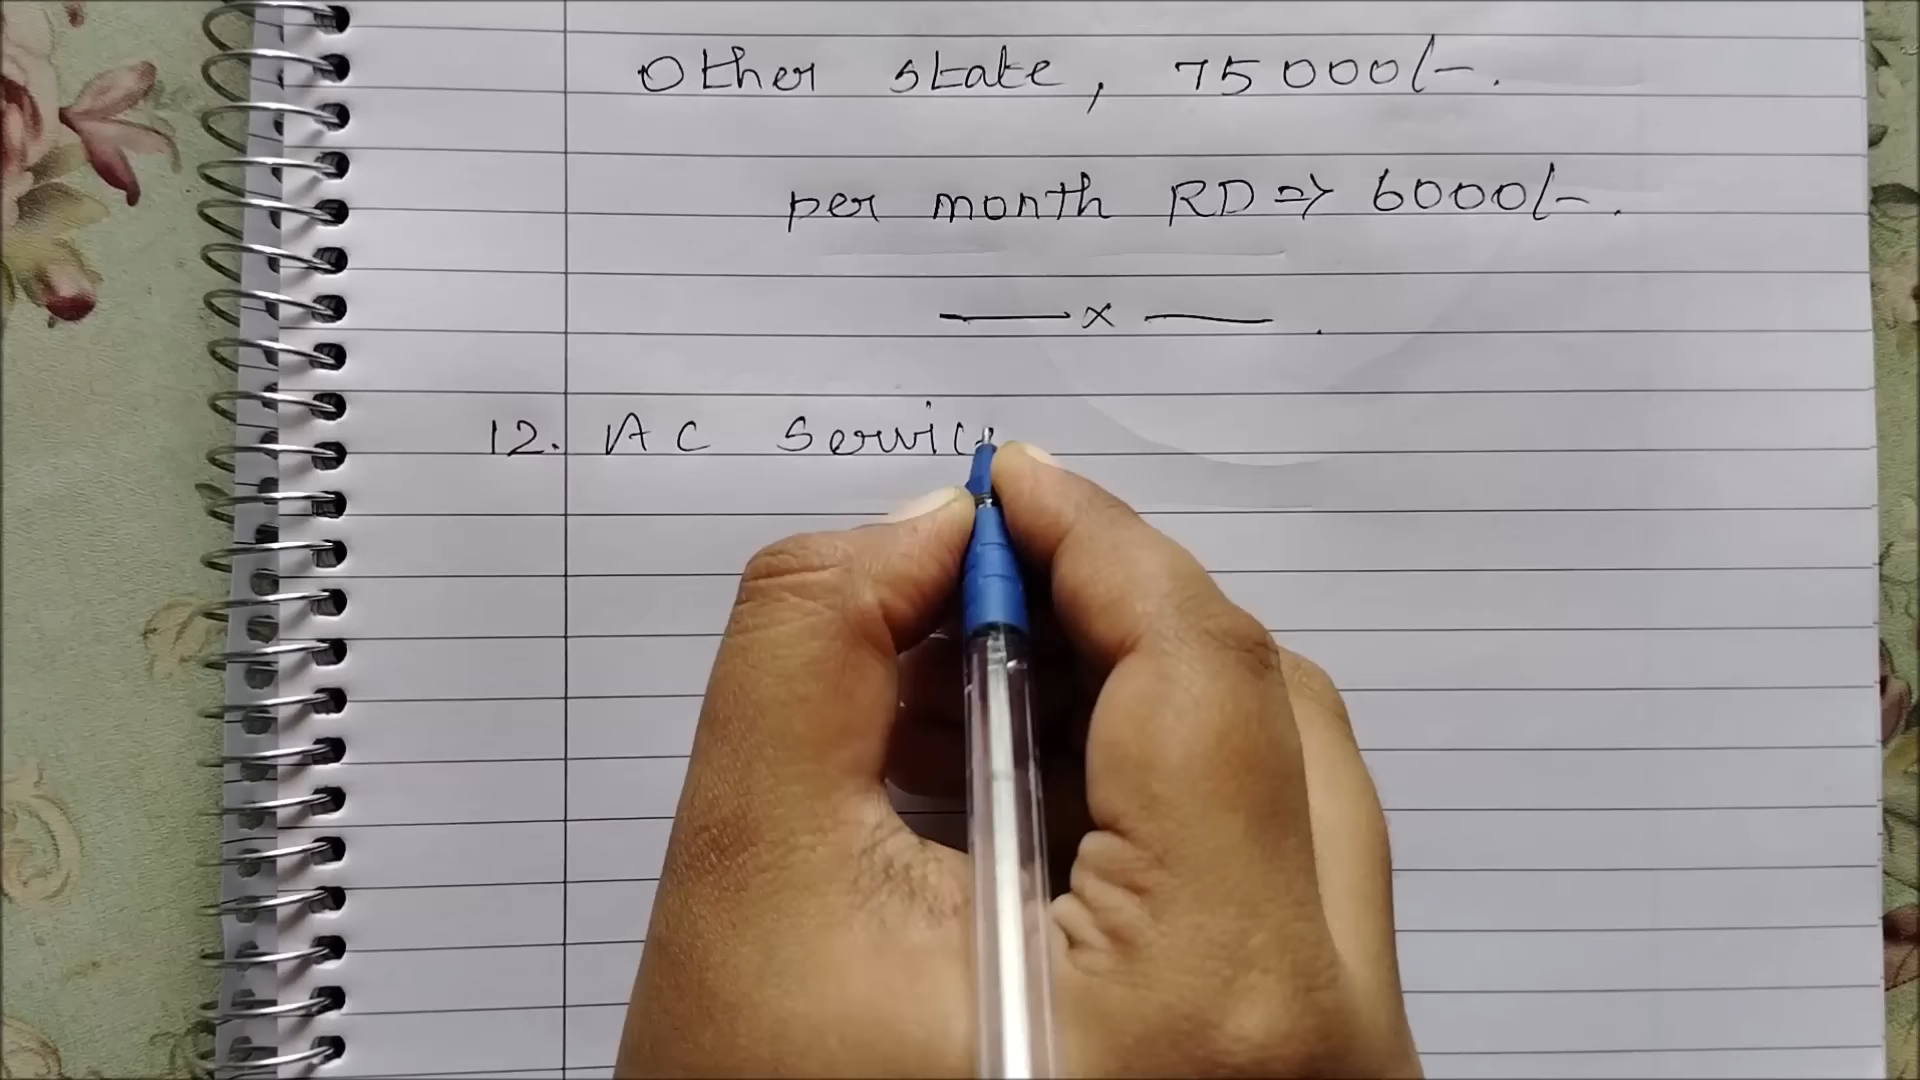 Other state, 75000/-.
per month RD => 6000/-.
— x — .
12. AC Servic